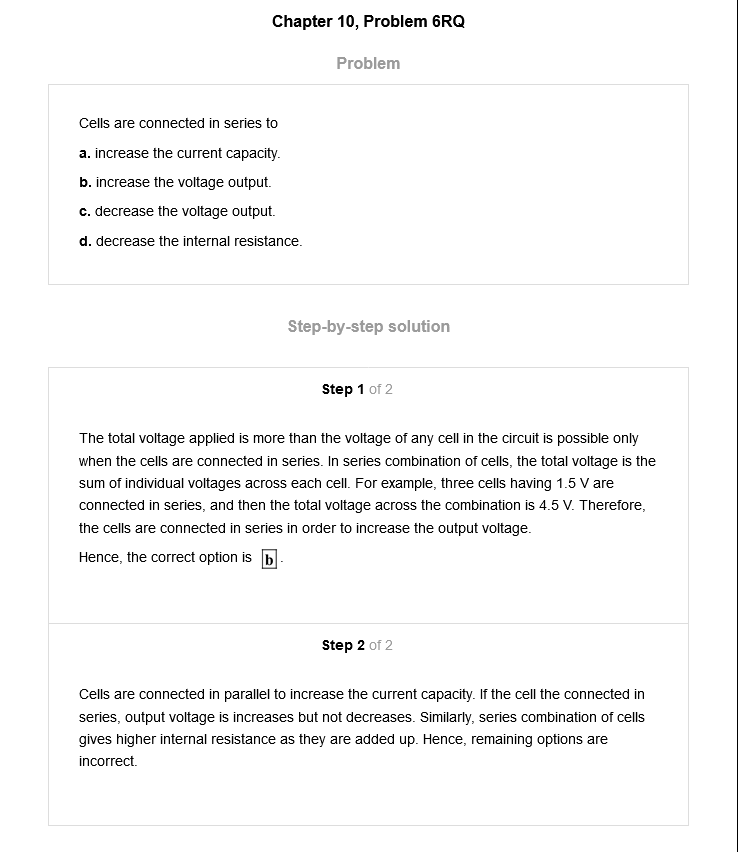 Chapter 10, Problem 6RQ
Problem
Cells are connected in series to
a. increase the current capacity.
b. increase the voltage output.
c. decrease the voltage output.
d. decrease the internal resistance.
Step-by-step solution
Step 1 of 2
The total voltage applied is more than the voltage of any cell in the circuit is possible only
when the cells are connected in series. In series combination of cells, the total voltage is the
sum of individual voltages across each cell. For example, three cells having 1.5 V are
connected in series, and then the total voltage across the combination is 4.5 V. Therefore,
the cells are connected in series in order to increase the output voltage.
Hence, the correct option is b.
Step 2 of 2
Cells are connected in parallel to increase the current capacity. If the cell the connected in
series, output voltage is increases but not decreases. Similarly, series combination of cells
gives higher internal resistance as they are added up. Hence, remaining options are
incorrect.